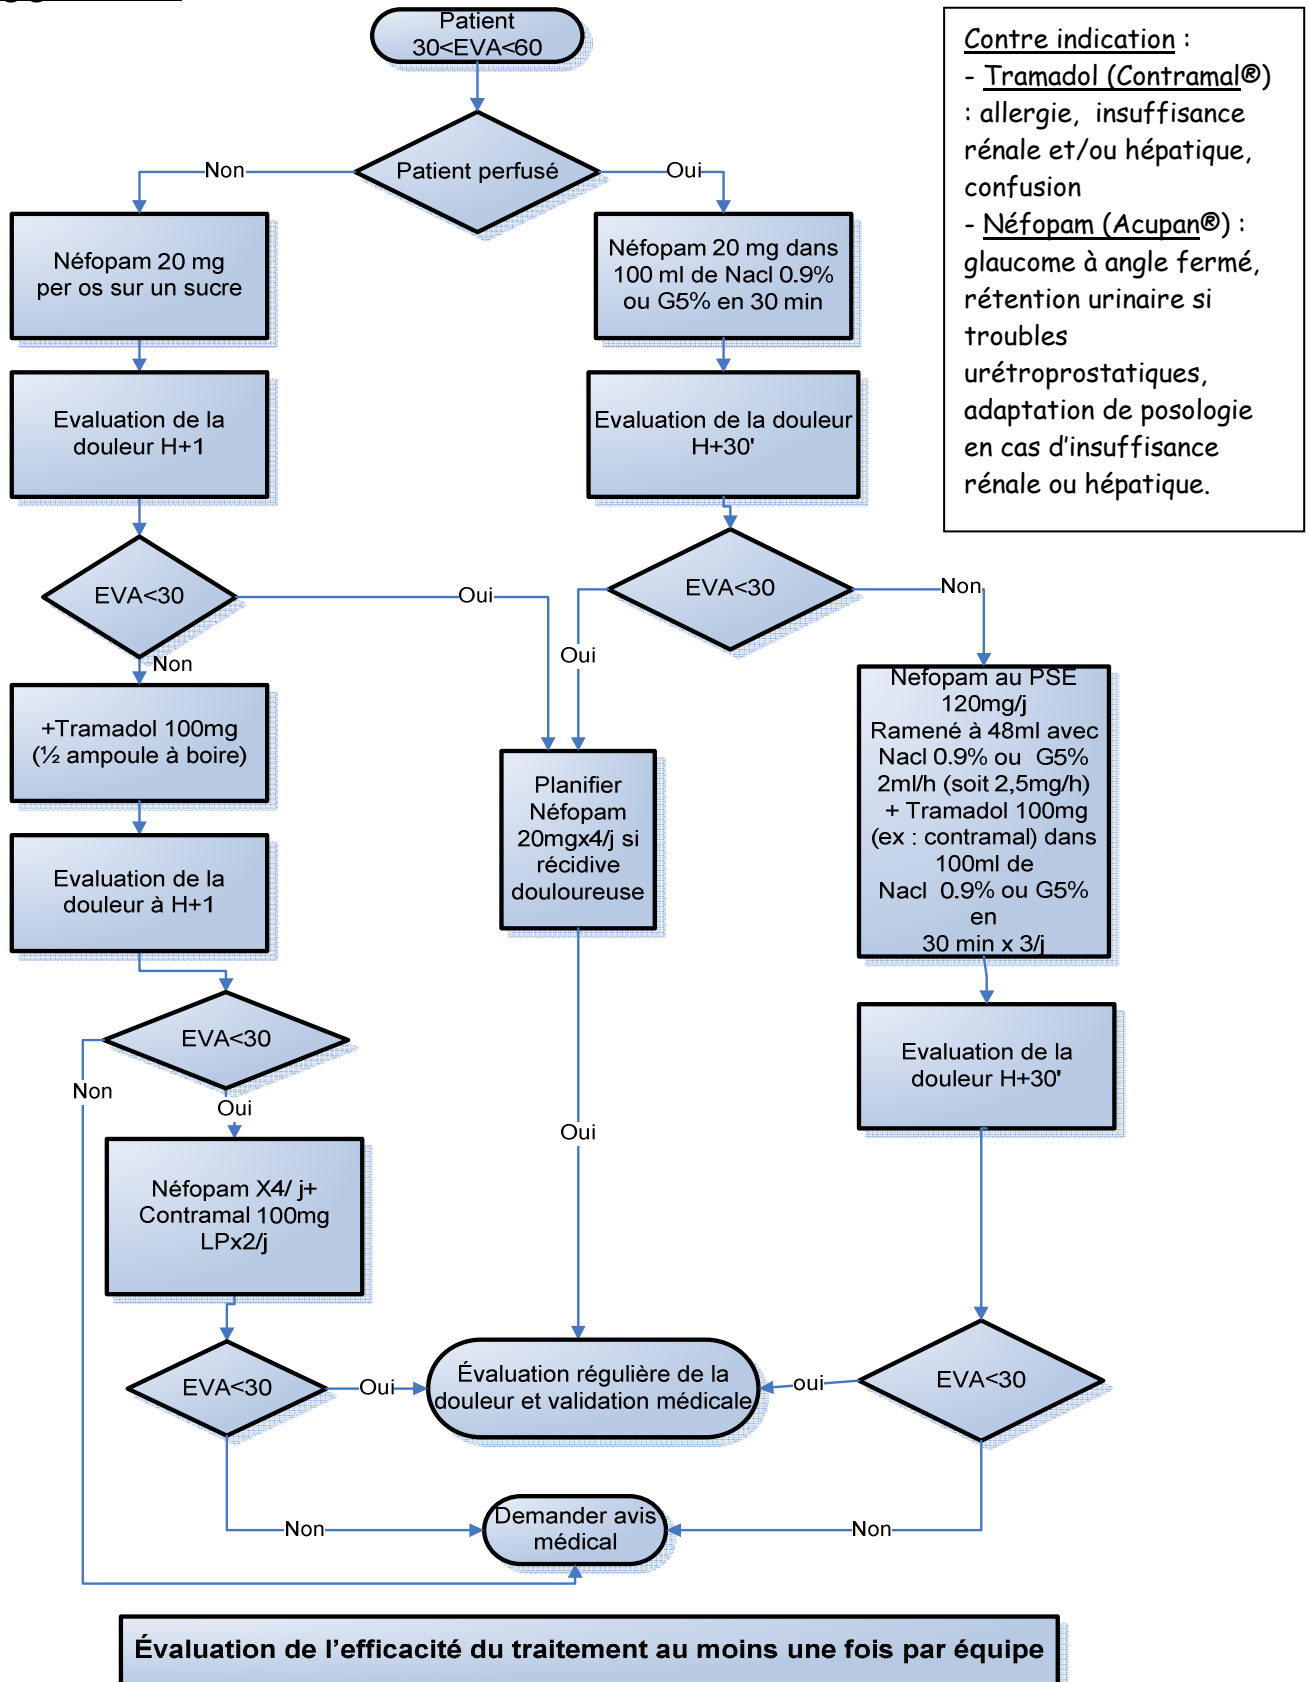 Patient
30<EVA<60
Contre indication :
- Tramadol (Contramal®)
: allergie, insuffisance
rénale et/ou hépatique,
confusion
- Néfopam (Acupan®) :
glaucome à angle fermé,
rétention urinaire si
troubles
urétroprostatiques,
adaptation de posologie
en cas d'insuffisance
rénale ou hépatique.
Patient perfusé
Non
Oui
Néfopam 20 mg
per os sur un sucre
Néfopam 20 mg dans
100 ml de Nacl 0.9%
ou G5% en 30 min
Evaluation de la
douleur H+1
Evaluation de la douleur
H+30'
EVA<30
Oui
EVA<30
Non
Oui
Non
+Tramadol 100mg
(½ ampoule à boire)
Planifier
Néfopam
20mgx4/j si
récidive
douloureuse
Nefopam au PSE
120mg/j
Ramené à 48ml avec
Nacl 0.9% ou G5%
2ml/h (soit 2,5mg/h)
+ Tramadol 100mg
(ex : contramal) dans
100ml de
Nacl 0.9% ou G5%
en
30 min x 3/j
Evaluation de la
douleur à H+1
EVA<30
Non
Oui
Evaluation de la
douleur H+30'
Oui
Néfopam X4/ j+
Contramal 100mg
LPx2/j
EVA<30
Oui
Évaluation régulière de la
douleur et validation médicale
oui
EVA<30
Non
Demander avis
médical
Non
Évaluation de l'efficacité du traitement au moins une fois par équipe